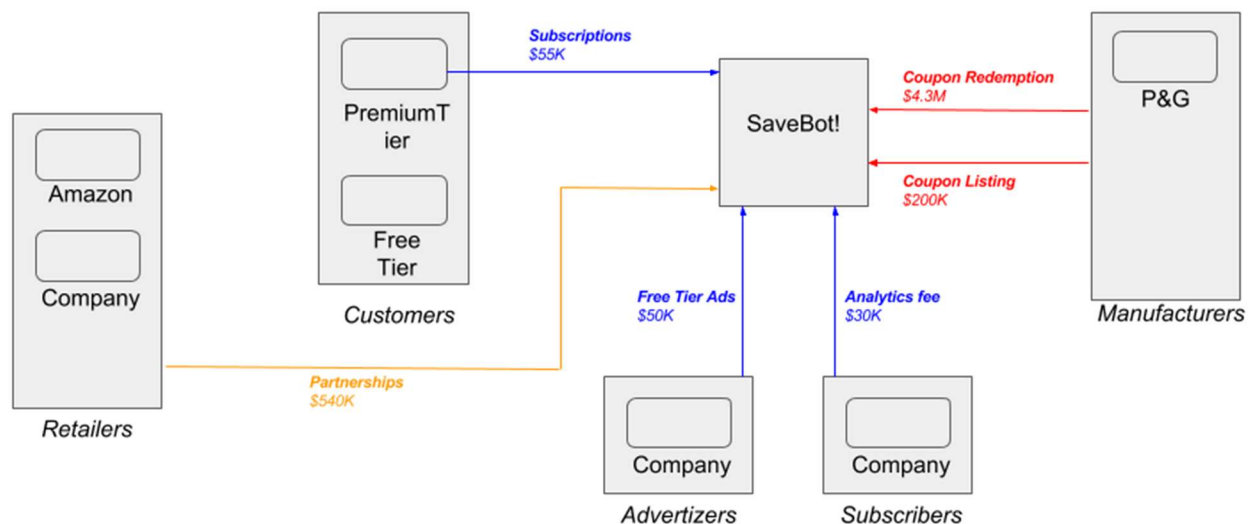 Subscriptions
$55K
PremiumT
ier
Free
Tier
Customers
Amazon
Company
Retailers
Partnerships
$540K
SaveBot!
Coupon Redemption
$4.3M
Coupon Listing
$200K
P&G
Manufacturers
Free Tier Ads
$50K
Analytics fee
$30K
Company
Advertizers
Company
Subscribers